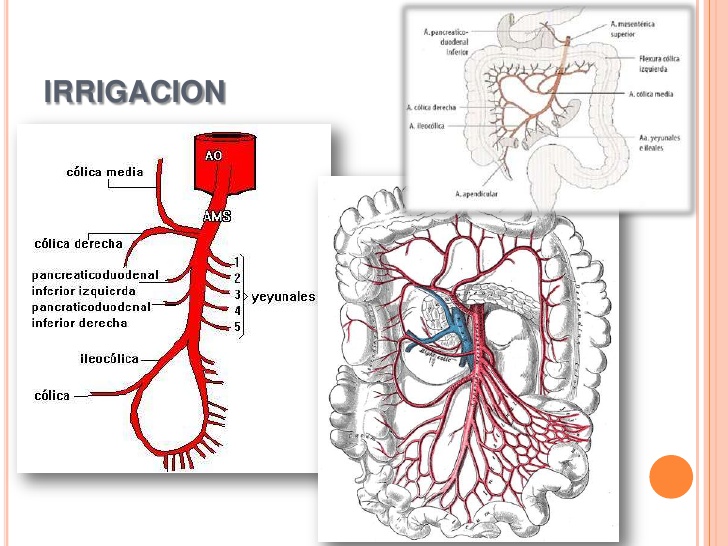 IRRIGACION
AO
cólica media
AMS
cólica derecha
pancreaticoduodenal
inferior izquierda
pancraticoduodenal
inferior derecha
1
2
3
4
5
yeyunales
ileocólica
cólica
A. pancreatico-
duodenal
inferior
A. mesentérica
superior
Flexura cólica
izquierda
A. cólica media
A. cólica derecha
A. ileocólica
Aa. yeyunales
e ileales
A. apendicular